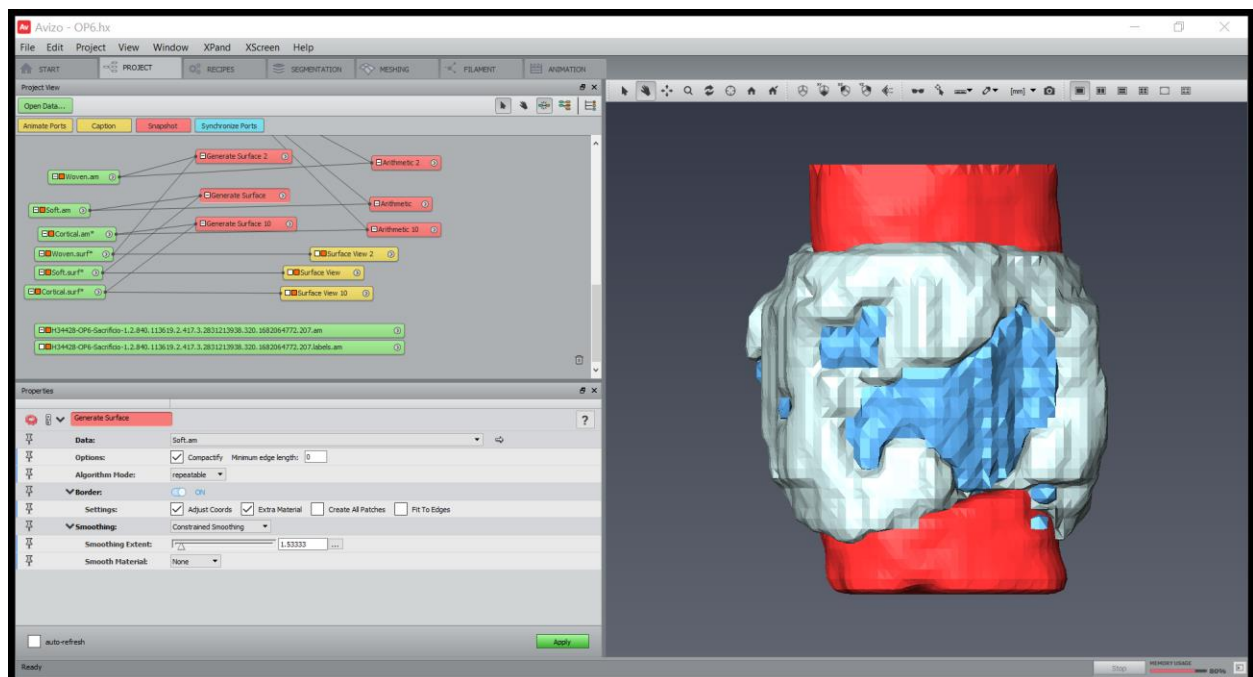 Av Avizo - OP6.hx
File Edit Project View Window XPand XScreen Help
START PROJECT RECIPES SEGMENTATION MESHING FILAMENT ANIMATION
Project View
Open Data...
Animate Ports Caption Snapshot Synchronize Ports
Generate Surface 2
Arithmetic 2
Woven.am
Generate Surface
Arithmetic
Soft.am
Generate Surface 10
Arithmetic 10
Cortical.am*
Woven.surf*
Surface View 2
Soft.surf*
Surface View
Cortical.surf*
Surface View 10
H34428-OP6-Sacrificio-1.2.840.113619.2.417.3.2831213938.320.1682064772.207.am
H34428-OP6-Sacrificio-1.2.840.113619.2.417.3.2831213938.320.1682064772.207.labels.am
[mm]
Properties
Generate Surface ?
Data: Soft.am
Options: Compactify Minimum edge length: 0
Algorithm Mode: repeatable
Border: ON
Settings: Adjust Coords Extra Material Create All Patches Fit To Edges
Smoothing: Constrained Smoothing
Smoothing Extent: 1.53333 ...
Smooth Material: None
auto-refresh Apply
Ready Stop MEMORY USAGE 80%